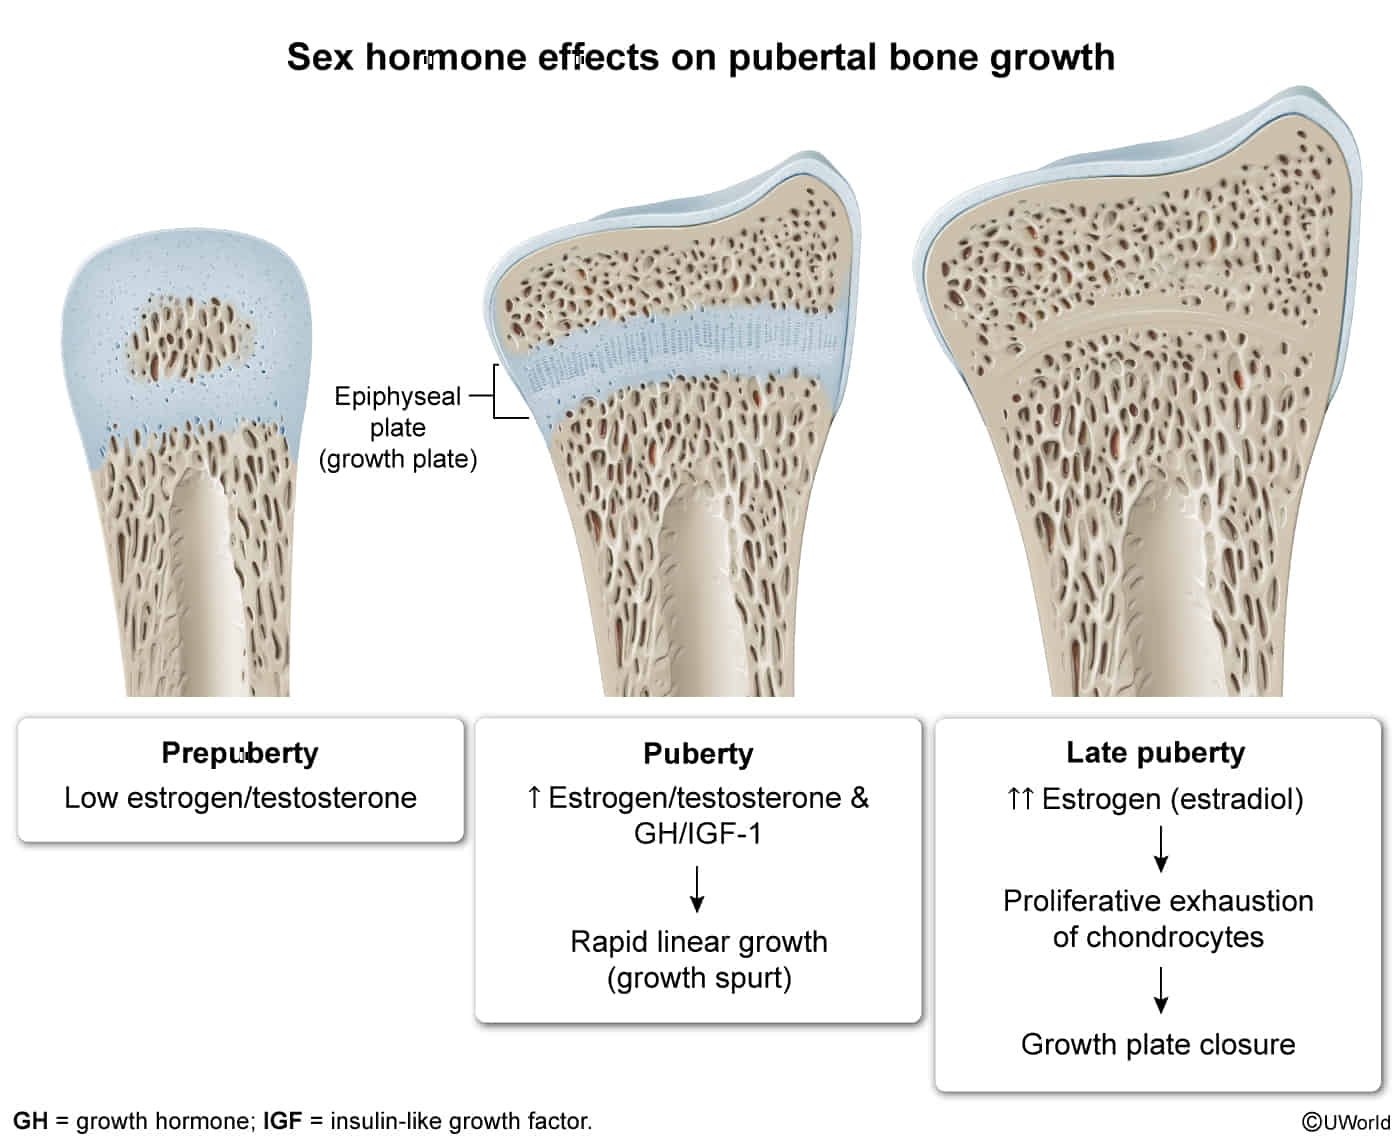 Sex hormone effects on pubertal bone growth
Epiphyseal
plate
(growth plate)
Prepuberty
Low estrogen/testosterone
Puberty
↑ Estrogen/testosterone &
GH/IGF-1
Rapid linear growth
(growth spurt)
Late puberty
↑↑ Estrogen (estradiol)
Proliferative exhaustion
of chondrocytes
Growth plate closure
GH = growth hormone; IGF = insulin-like growth factor.
©UWorld